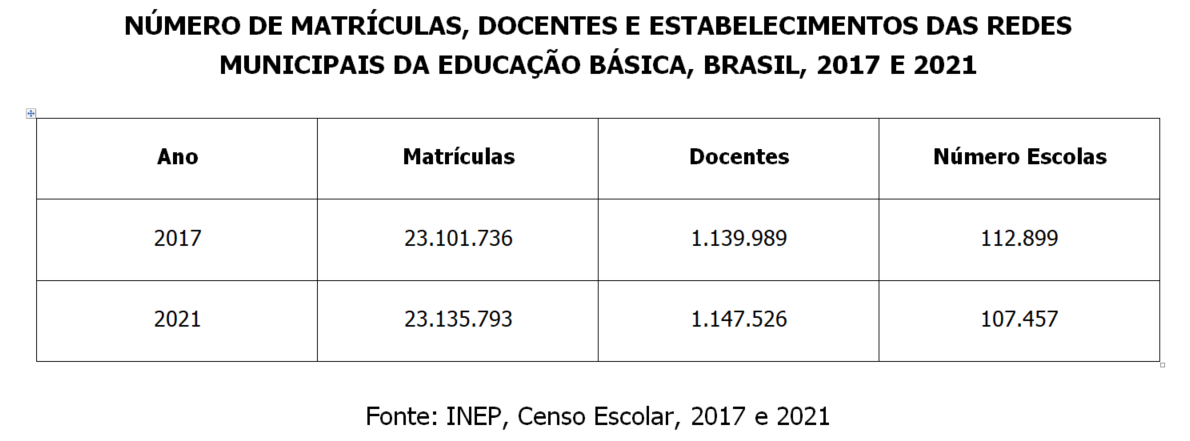 NÚMERO DE MATRÍCULAS, DOCENTES E ESTABELECIMENTOS DAS REDES
MUNICIPAIS DA EDUCAÇÃO BÁSICA, BRASIL, 2017 E 2021
Ano Matrículas Docentes Número Escolas
2017 23.101.736 1.139.989 112.899
2021 23.135.793 1.147.526 107.457
Fonte: INEP, Censo Escolar, 2017 e 2021